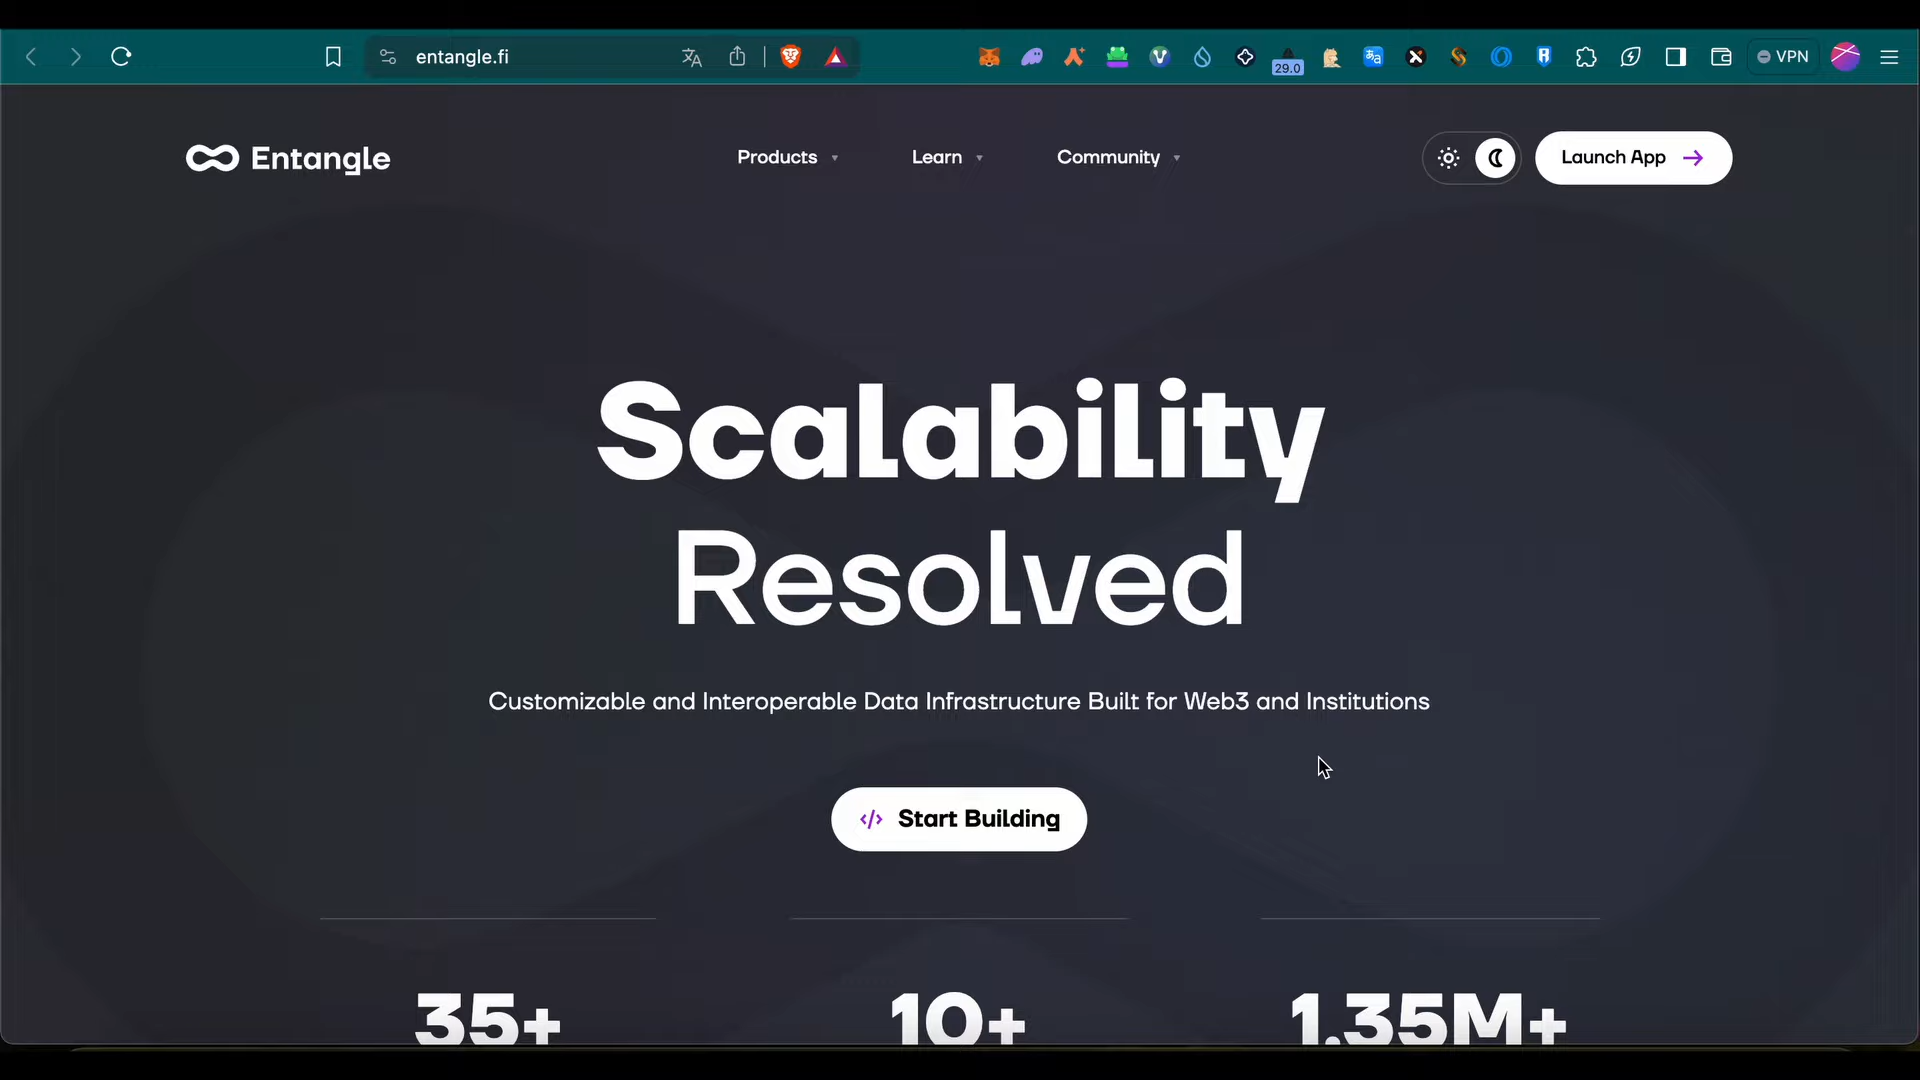 entangle.fi
29.0
VPN
Entangle
Products
Learn
Community
Launch App
Scalability
Resolved
Customizable and Interoperable Data Infrastructure Built for Web3 and Institutions
</> Start Building
35+
10+
1.35M+